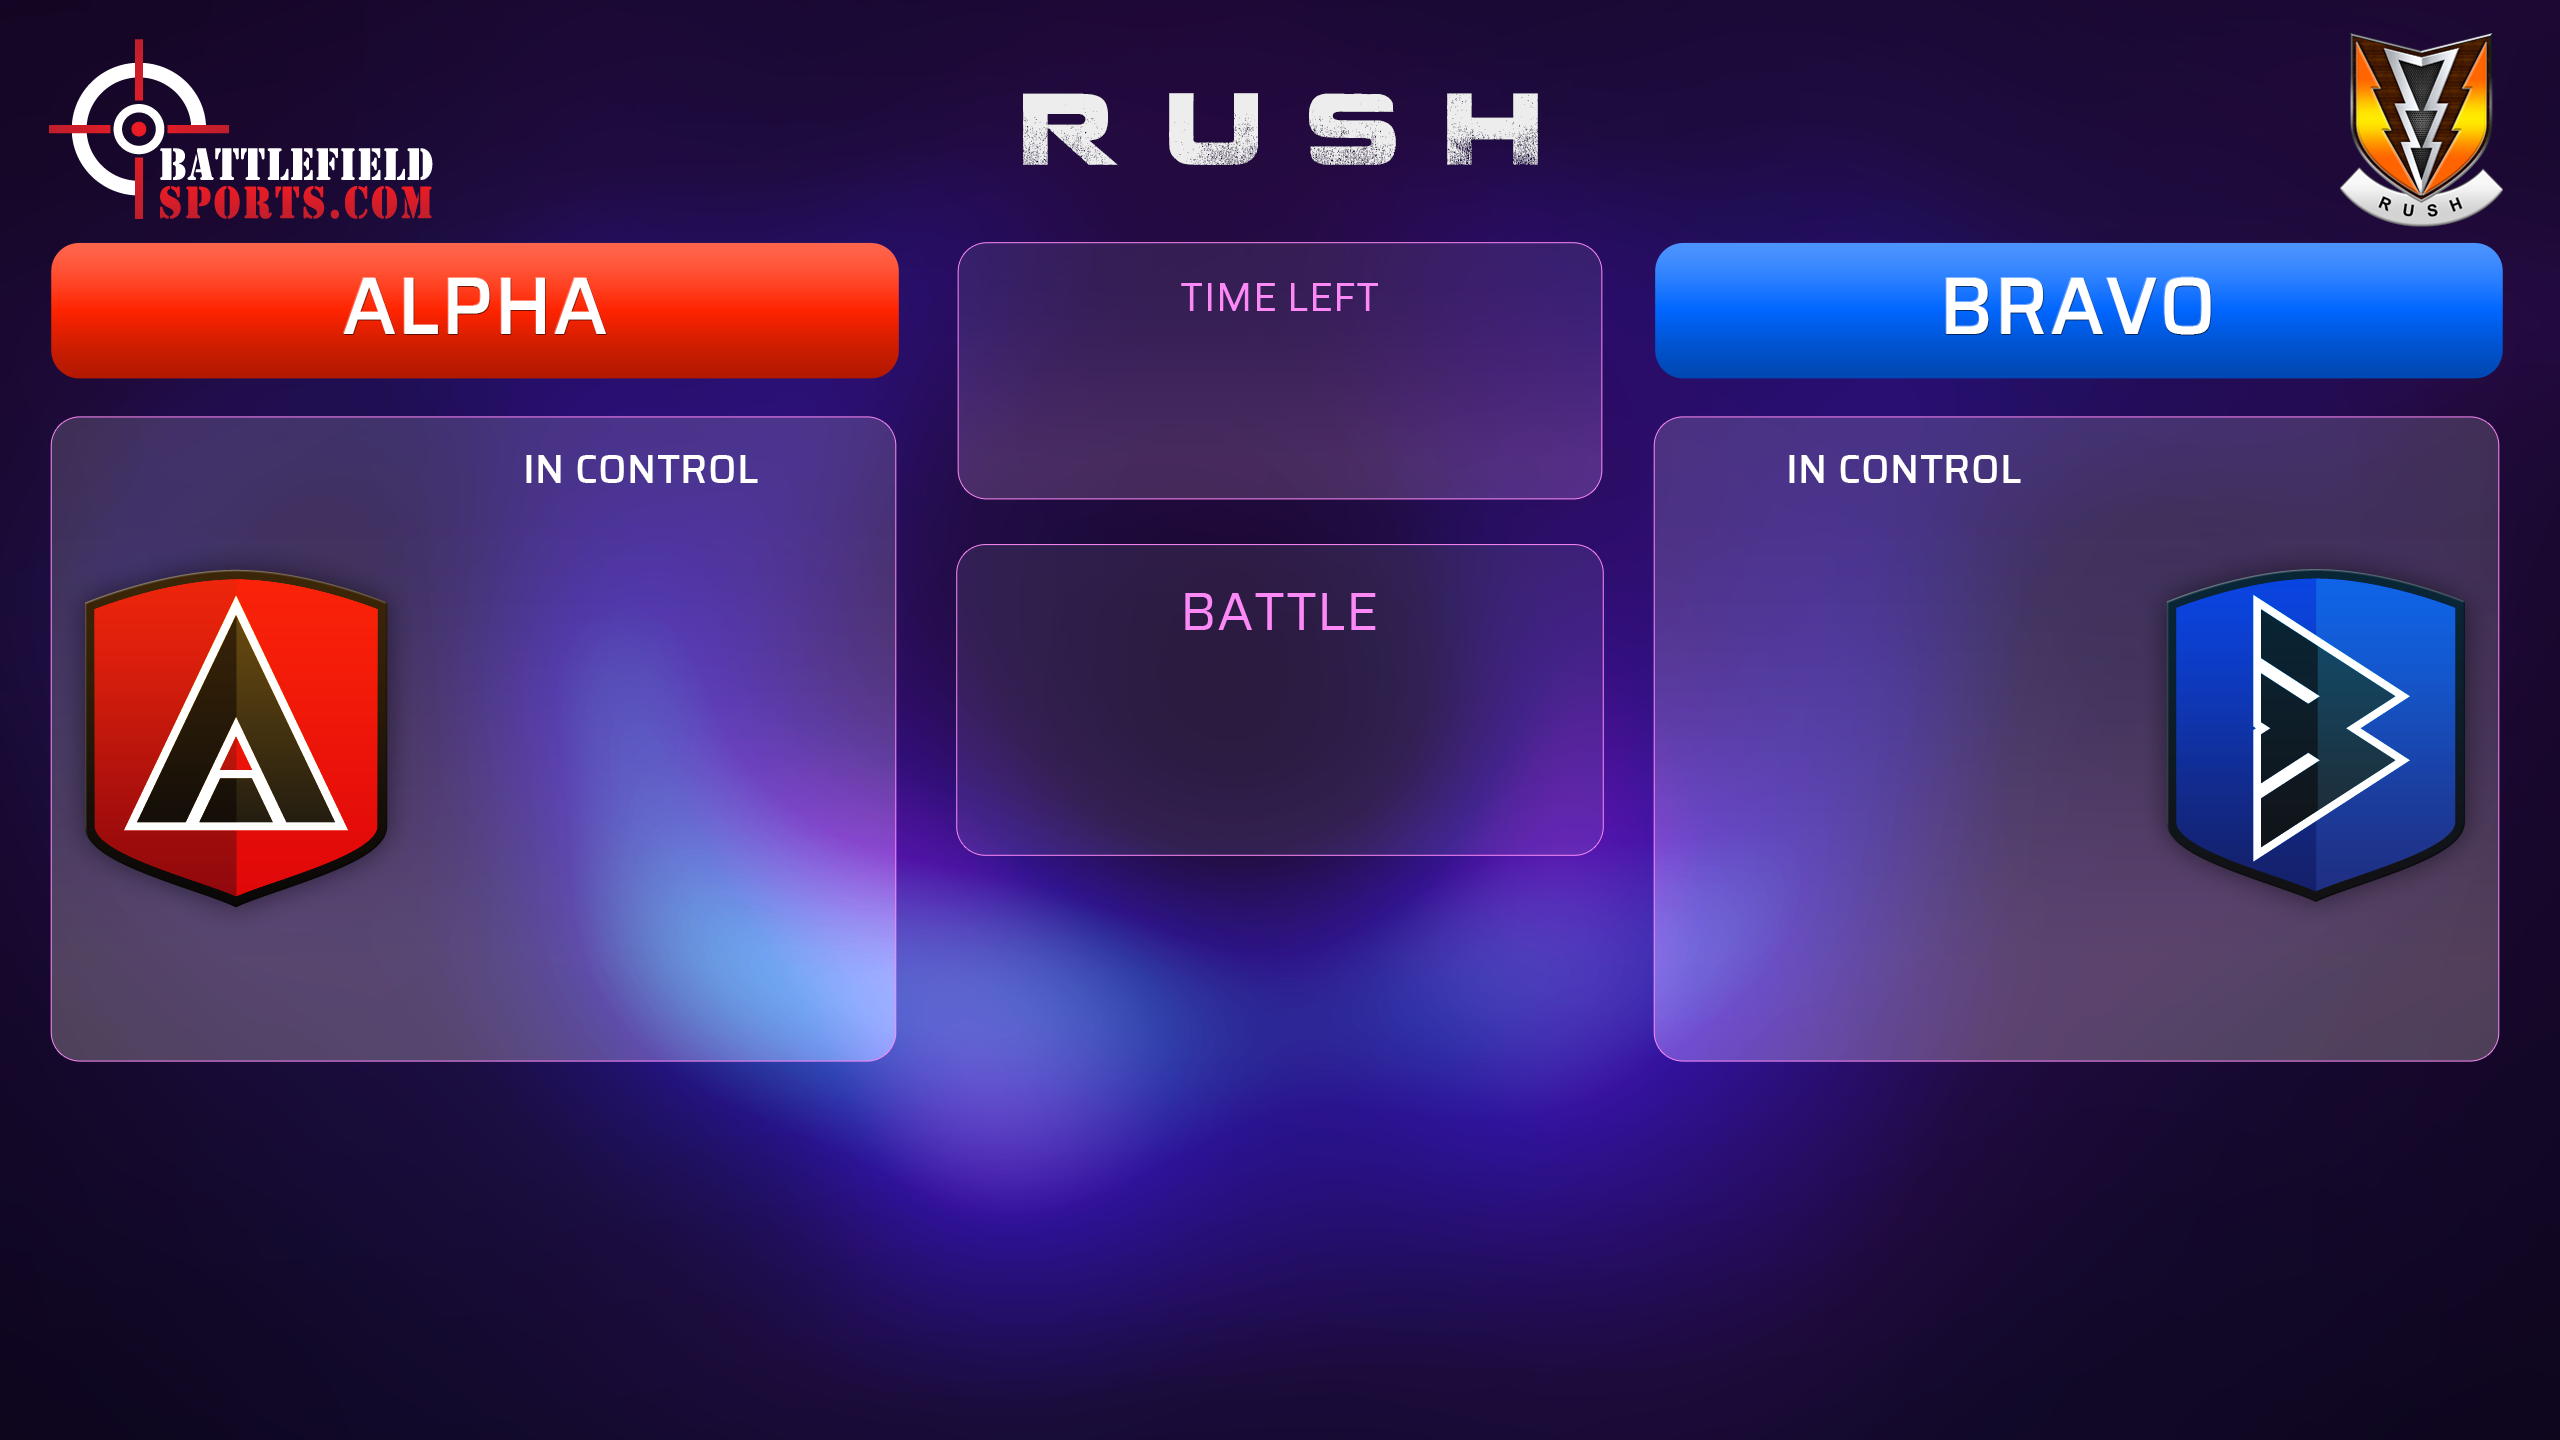 BATTLEFIELD
SPORTS.COM
RUSH
RUSH
ALPHA
TIME LEFT
BRAVO
IN CONTROL
IN CONTROL
BATTLE